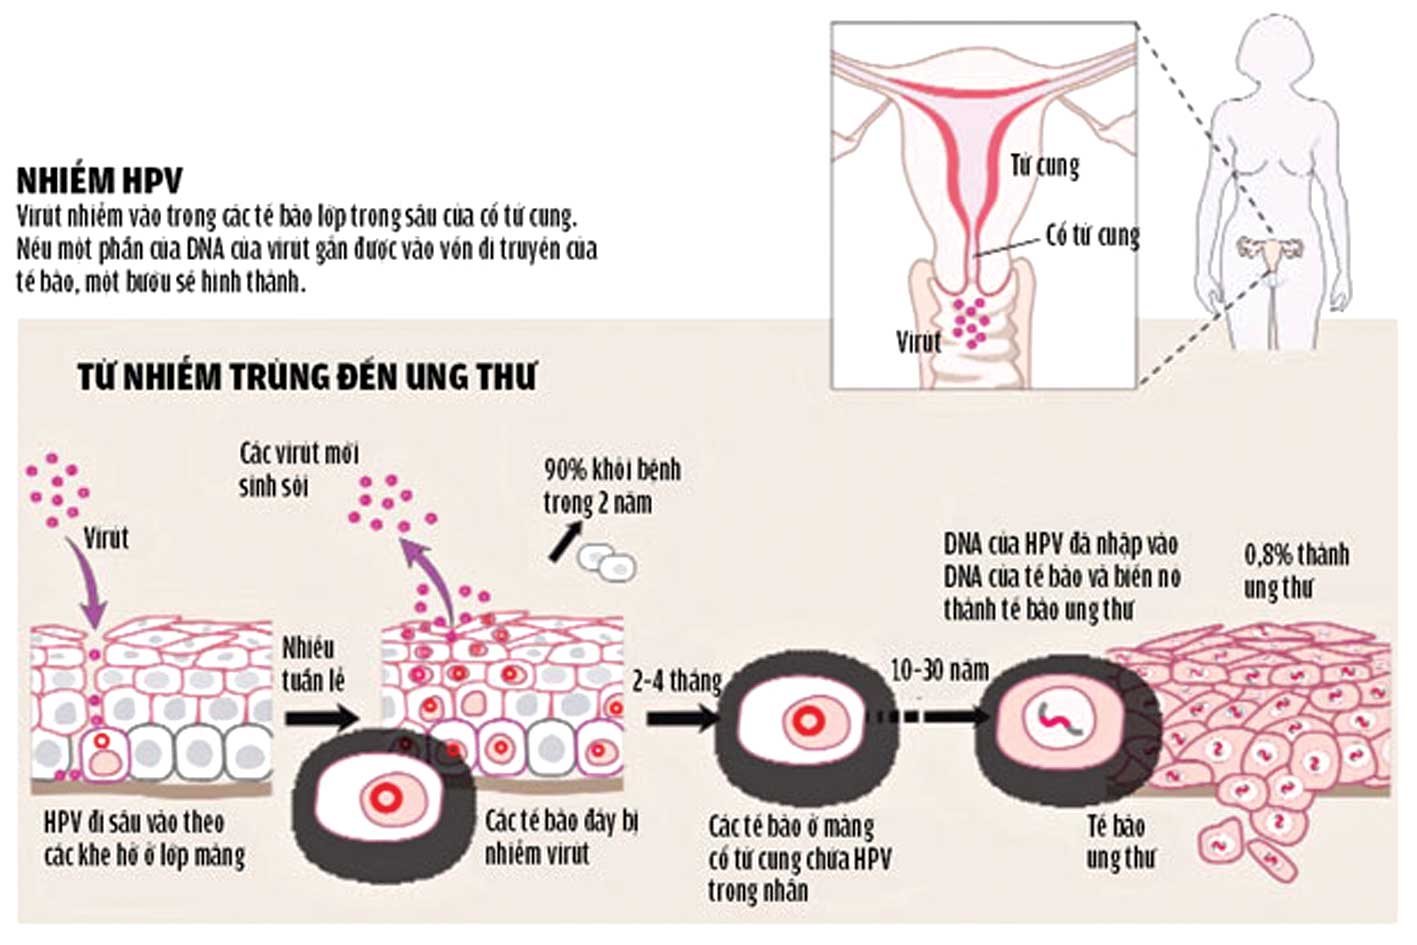 NHIỄM HPV
Virút nhiễm vào trong các tế bào lớp trong sâu của cổ tử cung.
Nếu một phần của DNA của virút gắn được vào vốn di truyền của
tế bào, một bướu sẽ hình thành.
Tử cung
Cổ tử cung
Virút
TỪ NHIỄM TRÙNG ĐẾN UNG THƯ
Virút
Các virút mới
sinh sôi
90% khỏi bệnh
trong 2 năm
DNA của HPV đã nhập vào
DNA của tế bào và biến nó
thành tế bào ung thư
0,8% thành
ung thư
Nhiều
tuần lễ
2-4 tháng
10-30 năm
HPV đi sâu vào theo
các khe hở ở lớp màng
Các tế bào đáy bị
nhiễm virút
Các tế bào ở màng
cổ tử cung chứa HPV
trong nhân
Tế bào
ung thư